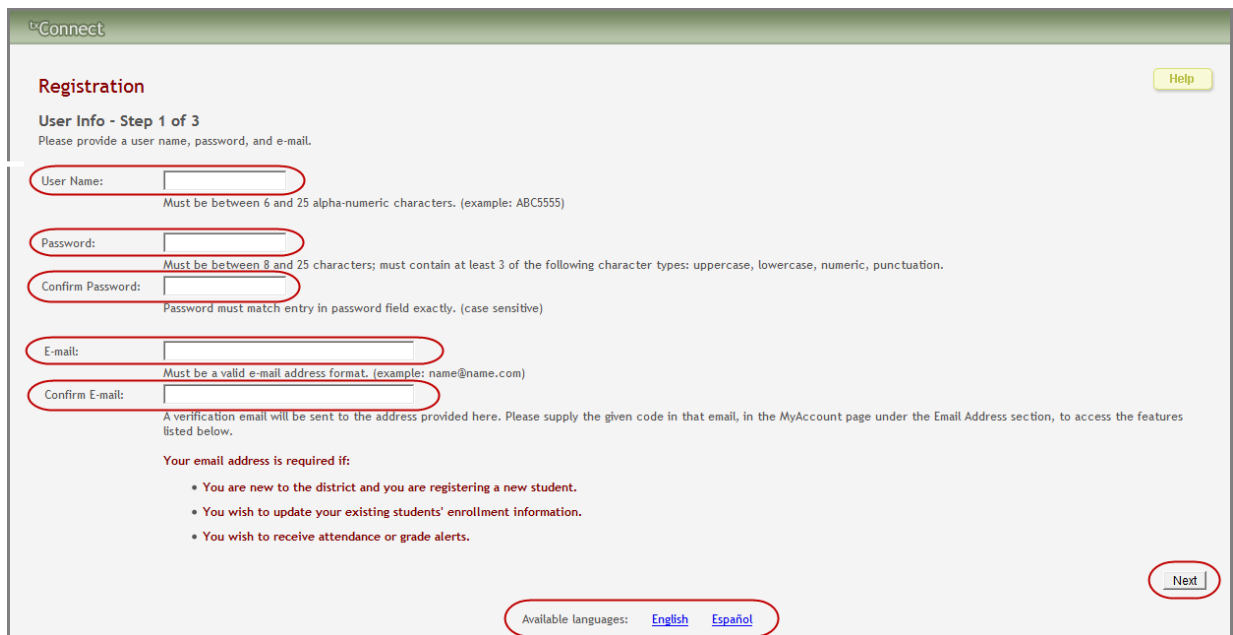 txConnect
Registration
Help
User Info - Step 1 of 3
Please provide a user name, password, and e-mail.
User Name:
Must be between 6 and 25 alpha-numeric characters. (example: ABC5555)
Password:
Must be between 8 and 25 characters; must contain at least 3 of the following character types: uppercase, lowercase, numeric, punctuation.
Confirm Password:
Password must match entry in password field exactly. (case sensitive)
E-mail:
Must be a valid e-mail address format. (example: name@name.com)
Confirm E-mail:
A verification email will be sent to the address provided here. Please supply the given code in that email, in the MyAccount page under the Email Address section, to access the features
listed below.
Your email address is required if:
• You are new to the district and you are registering a new student.
• You wish to update your existing students' enrollment information.
• You wish to receive attendance or grade alerts.
Next
Available languages: English Español